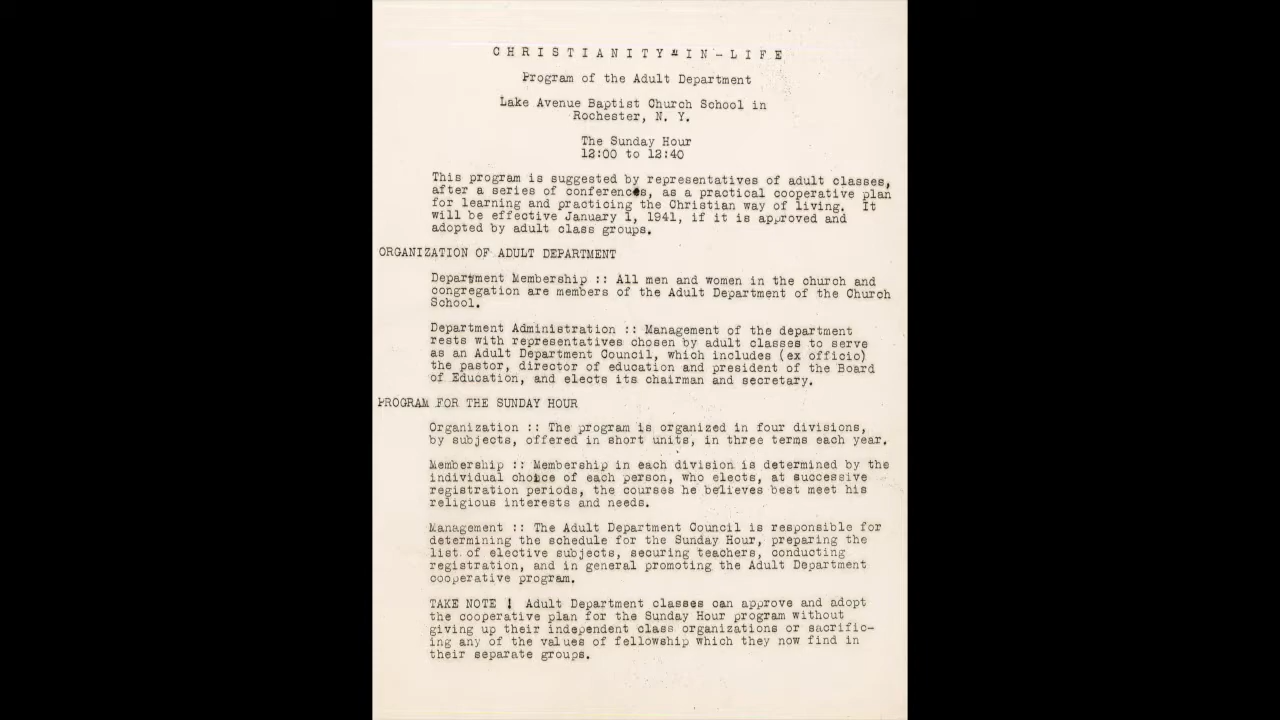 CHRISTIANITY-IN-LIFE
Program of the Adult Department
Lake Avenue Baptist Church School in
Rochester, N. Y.
The Sunday Hour
12:00 to 12:40
This program is suggested by representatives of adult classes,
after a series of conferences, as a practical cooperative plan
for learning and practicing the Christian way of living. It
will be effective January 1, 1941, if it is approved and
adopted by adult class groups.
ORGANIZATION OF ADULT DEPARTMENT
Department Membership :: All men and women in the church and
congregation are members of the Adult Department of the Church
School.
Department Administration :: Management of the department
rests with representatives chosen by adult classes to serve
as an Adult Department Council, which includes (ex officio)
the pastor, director of education and president of the Board
of Education, and elects its chairman and secretary.
PROGRAM FOR THE SUNDAY HOUR
Organization :: The program is organized in four divisions,
by subjects, offered in short units, in three terms each year.
Membership :: Membership in each division is determined by the
individual choice of each person, who elects, at successive
registration periods, the courses he believes best meet his
religious interests and needs.
Management :: The Adult Department Council is responsible for
determining the schedule for the Sunday Hour, preparing the
list of elective subjects, securing teachers, conducting
registration, and in general promoting the Adult Department
cooperative program.
TAKE NOTE ! Adult Department classes can approve and adopt
the cooperative plan for the Sunday Hour program without
giving up their independent class organizations or sacrific-
ing any of the values of fellowship which they now find in
their separate groups.